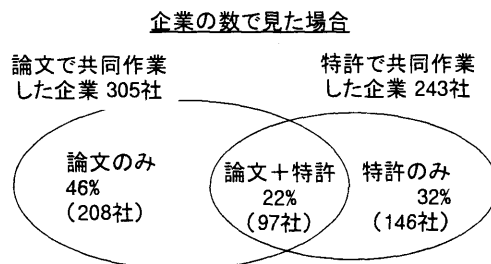 企業の数で見た場合
論文で共同作業
した企業 305社
特許で共同作業
した企業 243社
論文のみ
46%
(208社)
論文＋特許
22%
(97社)
特許のみ
32%
(146社)